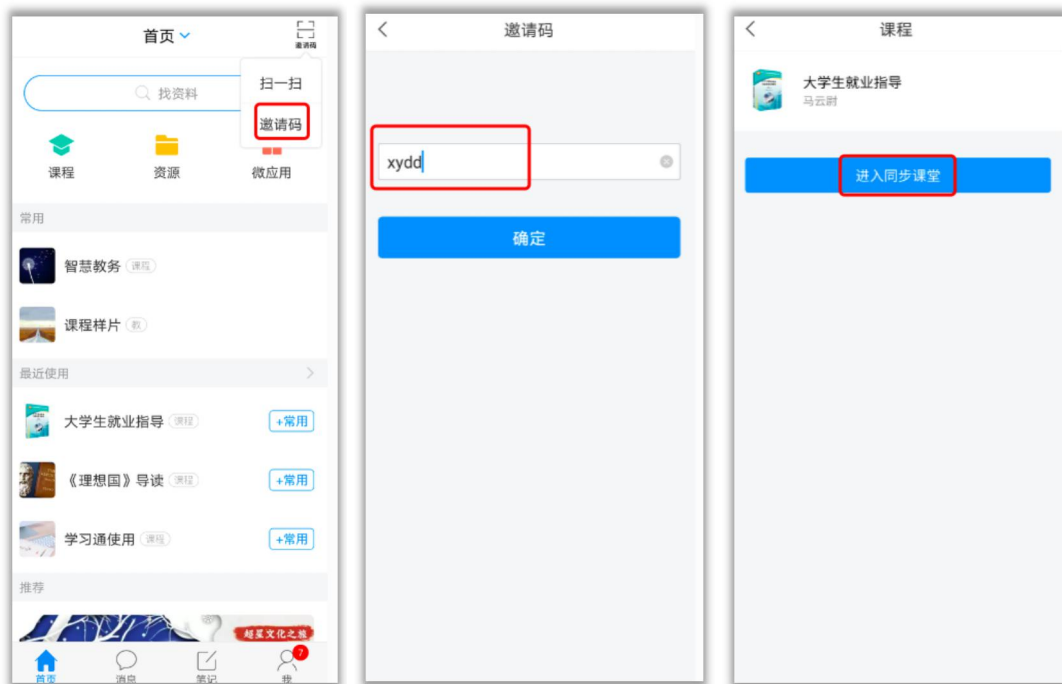 首页
邀请码
扫一扫
邀请码
找资料
课程
资源
微应用
常用
智慧教务 课程
课程样片 教
最近使用
大学生就业指导 课程
+常用
《理想国》导读 课程
+常用
学习通使用 课程
+常用
推荐
超星文化之旅
7
首页
消息
笔记
我
邀请码
xydd
确定
课程
大学生就业指导
马云尉
进入同步课堂